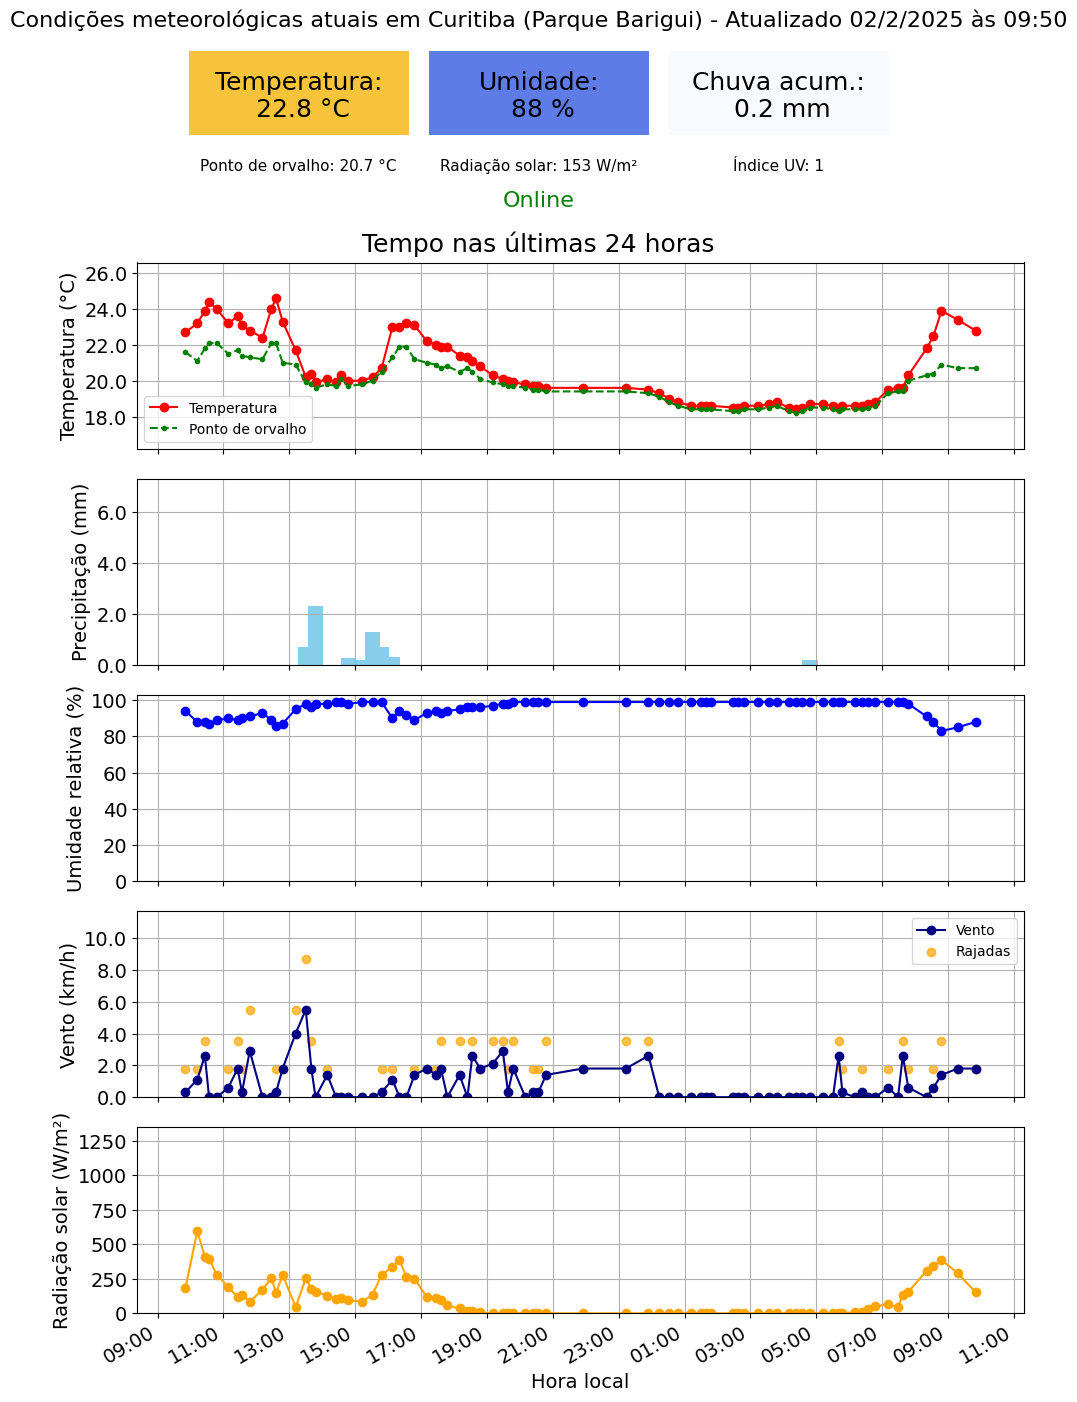 Condições meteorológicas atuais em Curitiba (Parque Barigui) - Atualizado 02/2/2025 às 09:50
Temperatura:
22.8 °C
Umidade:
88 %
Chuva acum.:
0.2 mm
Ponto de orvalho: 20.7 °C
Radiação solar: 153 W/m²
Índice UV: 1
Online
Tempo nas últimas 24 horas
Temperatura (°C)
26.0
24.0
22.0
20.0
18.0
Temperatura
Ponto de orvalho
Precipitação (mm)
6.0
4.0
2.0
0.0
Umidade relativa (%)
100
80
60
40
20
0
Vento (km/h)
10.0
8.0
6.0
4.0
2.0
0.0
Vento
Rajadas
Radiação solar (W/m²)
1250
1000
750
500
250
0
09:00
11:00
13:00
15:00
17:00
19:00
21:00
23:00
01:00
03:00
05:00
07:00
09:00
11:00
Hora local